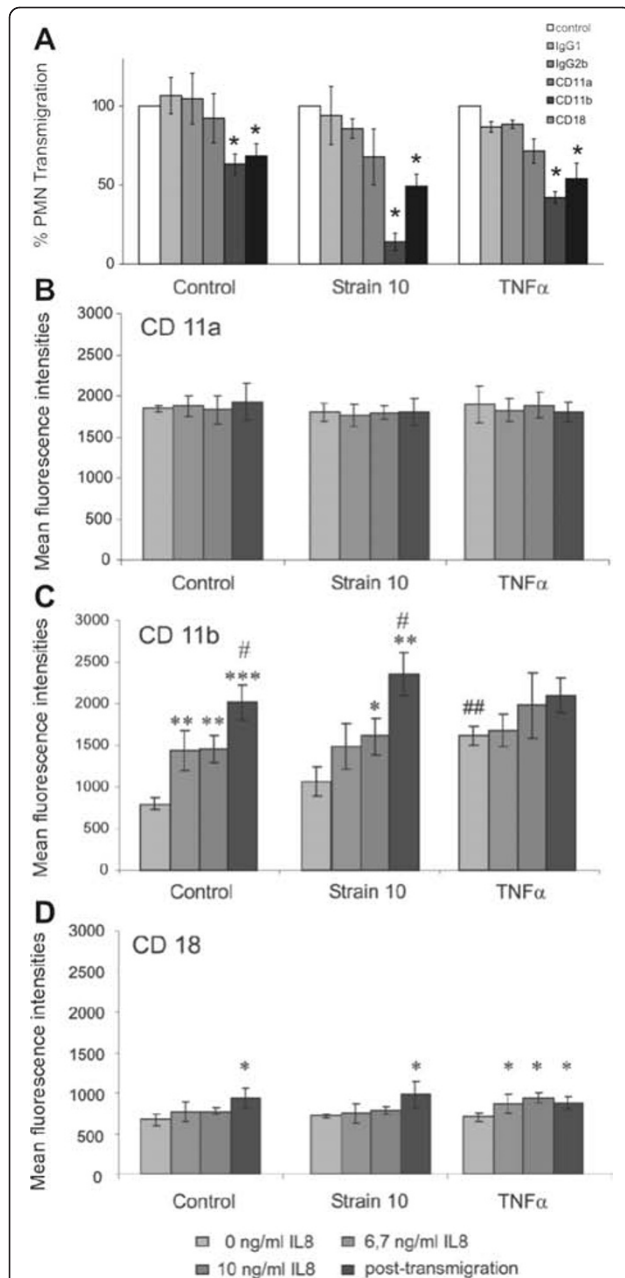 A
control
IgG1
IgG2b
CD11a
CD11b
CD18
% PMN Transmigration
100
50
0
* *
*
*
*
*
Control Strain 10 TNFα
B
CD 11a
Mean fluorescence intensities
3000
2500
2000
1500
1000
500
0
Control Strain 10 TNFα
C
CD 11b
Mean fluorescence intensities
3000
2500
2000
1500
1000
500
0
#
***
** **
#
**
*
##
Control Strain 10 TNFα
D
CD 18
Mean fluorescence intensities
3000
2500
2000
1500
1000
500
0
* * * * *
Control Strain 10 TNFα
0 ng/ml IL8 6,7 ng/ml IL8
10 ng/ml IL8 post-transmigration